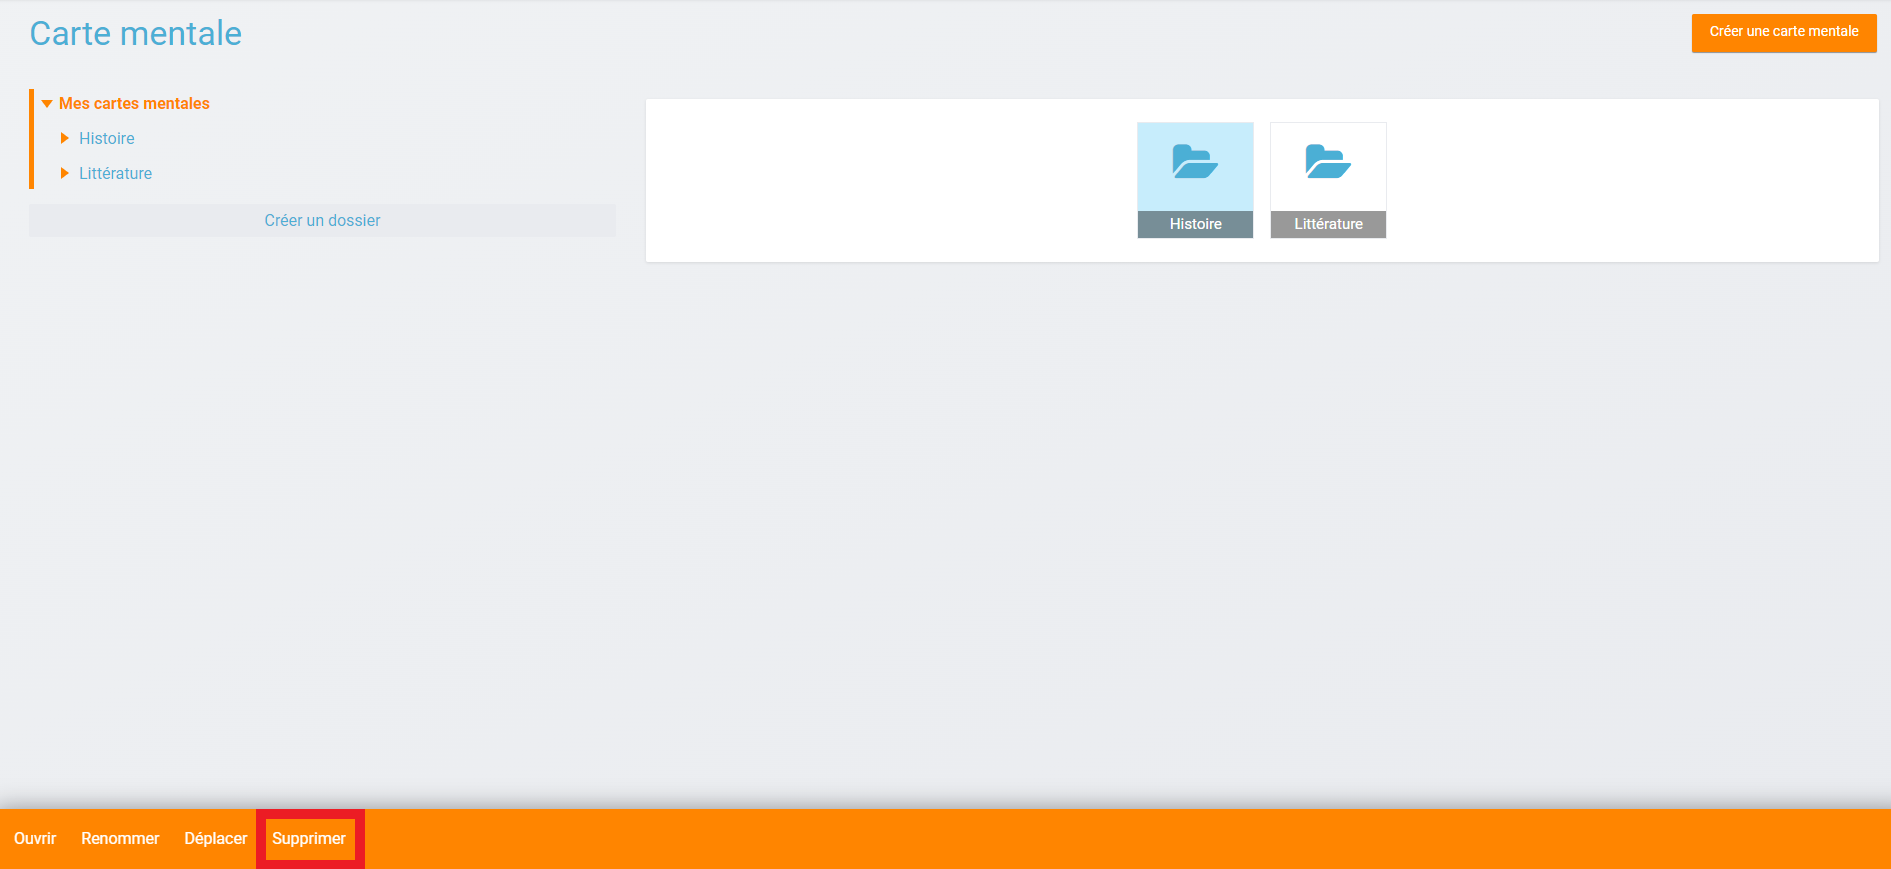 Carte mentale
Créer une carte mentale
Mes cartes mentales
Histoire
Littérature
Créer un dossier
Histoire
Littérature
Ouvrir
Renommer
Déplacer
Supprimer